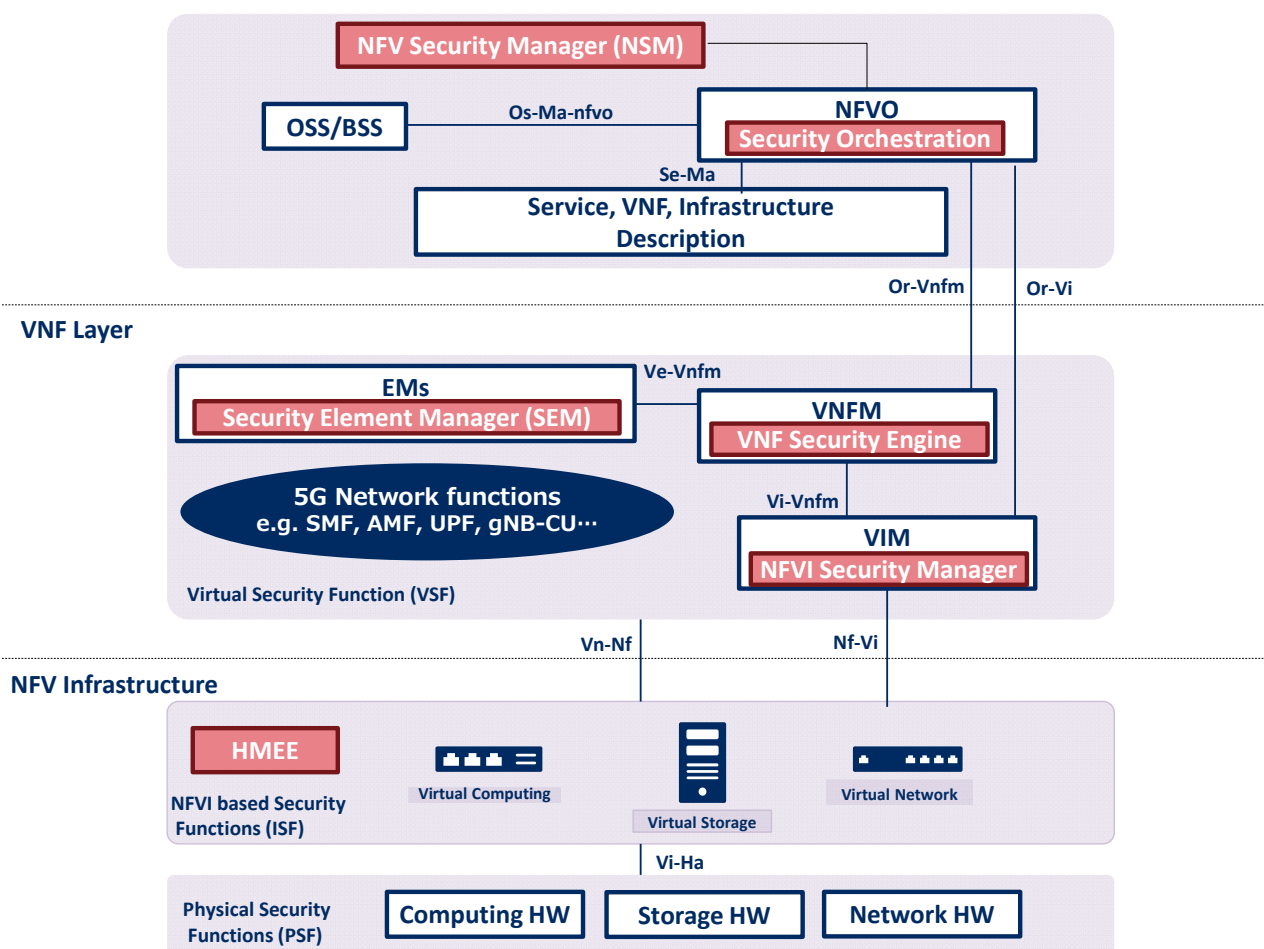 NFV Security Manager (NSM)
NFVO
Os-Ma-nfvo
OSS/BSS
Security Orchestration
Se-Ma
Service, VNF, Infrastructure
Description
Or-Vnfm
Or-Vi
VNF Layer
Ve-Vnfm
EMs
Security Element Manager (SEM)
VNFM
VNF Security Engine
5G Network functions
e.g. SMF, AMF, UPF, gNB-CU…
Vi-Vnfm
VIM
NFVI Security Manager
Virtual Security Function (VSF)
Vn-Nf
Nf-Vi
NFV Infrastructure
HMEE
Virtual Computing
Virtual Network
NFVI based Security
Functions (ISF)
Virtual Storage
Vi-Ha
Physical Security
Functions (PSF)
Computing HW
Storage HW
Network HW